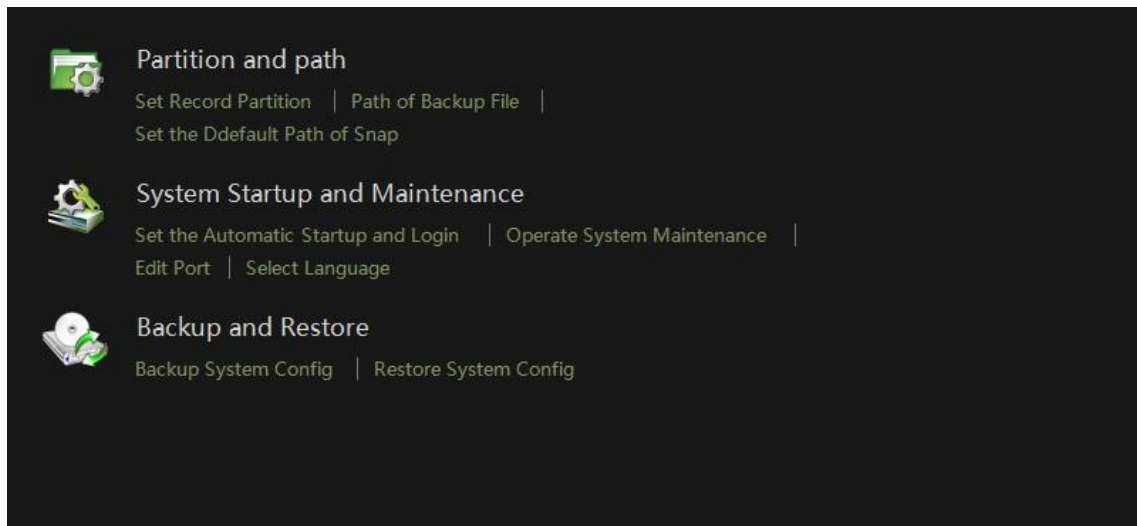 Partition and path
Set Record Partition | Path of Backup File |
Set the Ddefault Path of Snap
System Startup and Maintenance
Set the Automatic Startup and Login | Operate System Maintenance |
Edit Port | Select Language
Backup and Restore
Backup System Config | Restore System Config